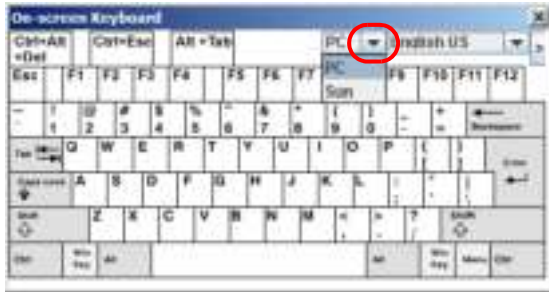 On-screen Keyboard
Ctrl+Alt +Del Ctrl+Esc Alt +Tab PC English US
PC
Sun
Esc F1 F2 F3 F4 F5 F6 F7 F9 F10 F11 F12
1 2 3 4 5 6 7 8 9 0 - Backspace
Tab Q W E R T Y U I O P Enter
Caps Lock A S D F G H J K L
Shift Z X C V B N M Shift
Ctrl Win Key Alt Alt Win Key Menu Ctrl